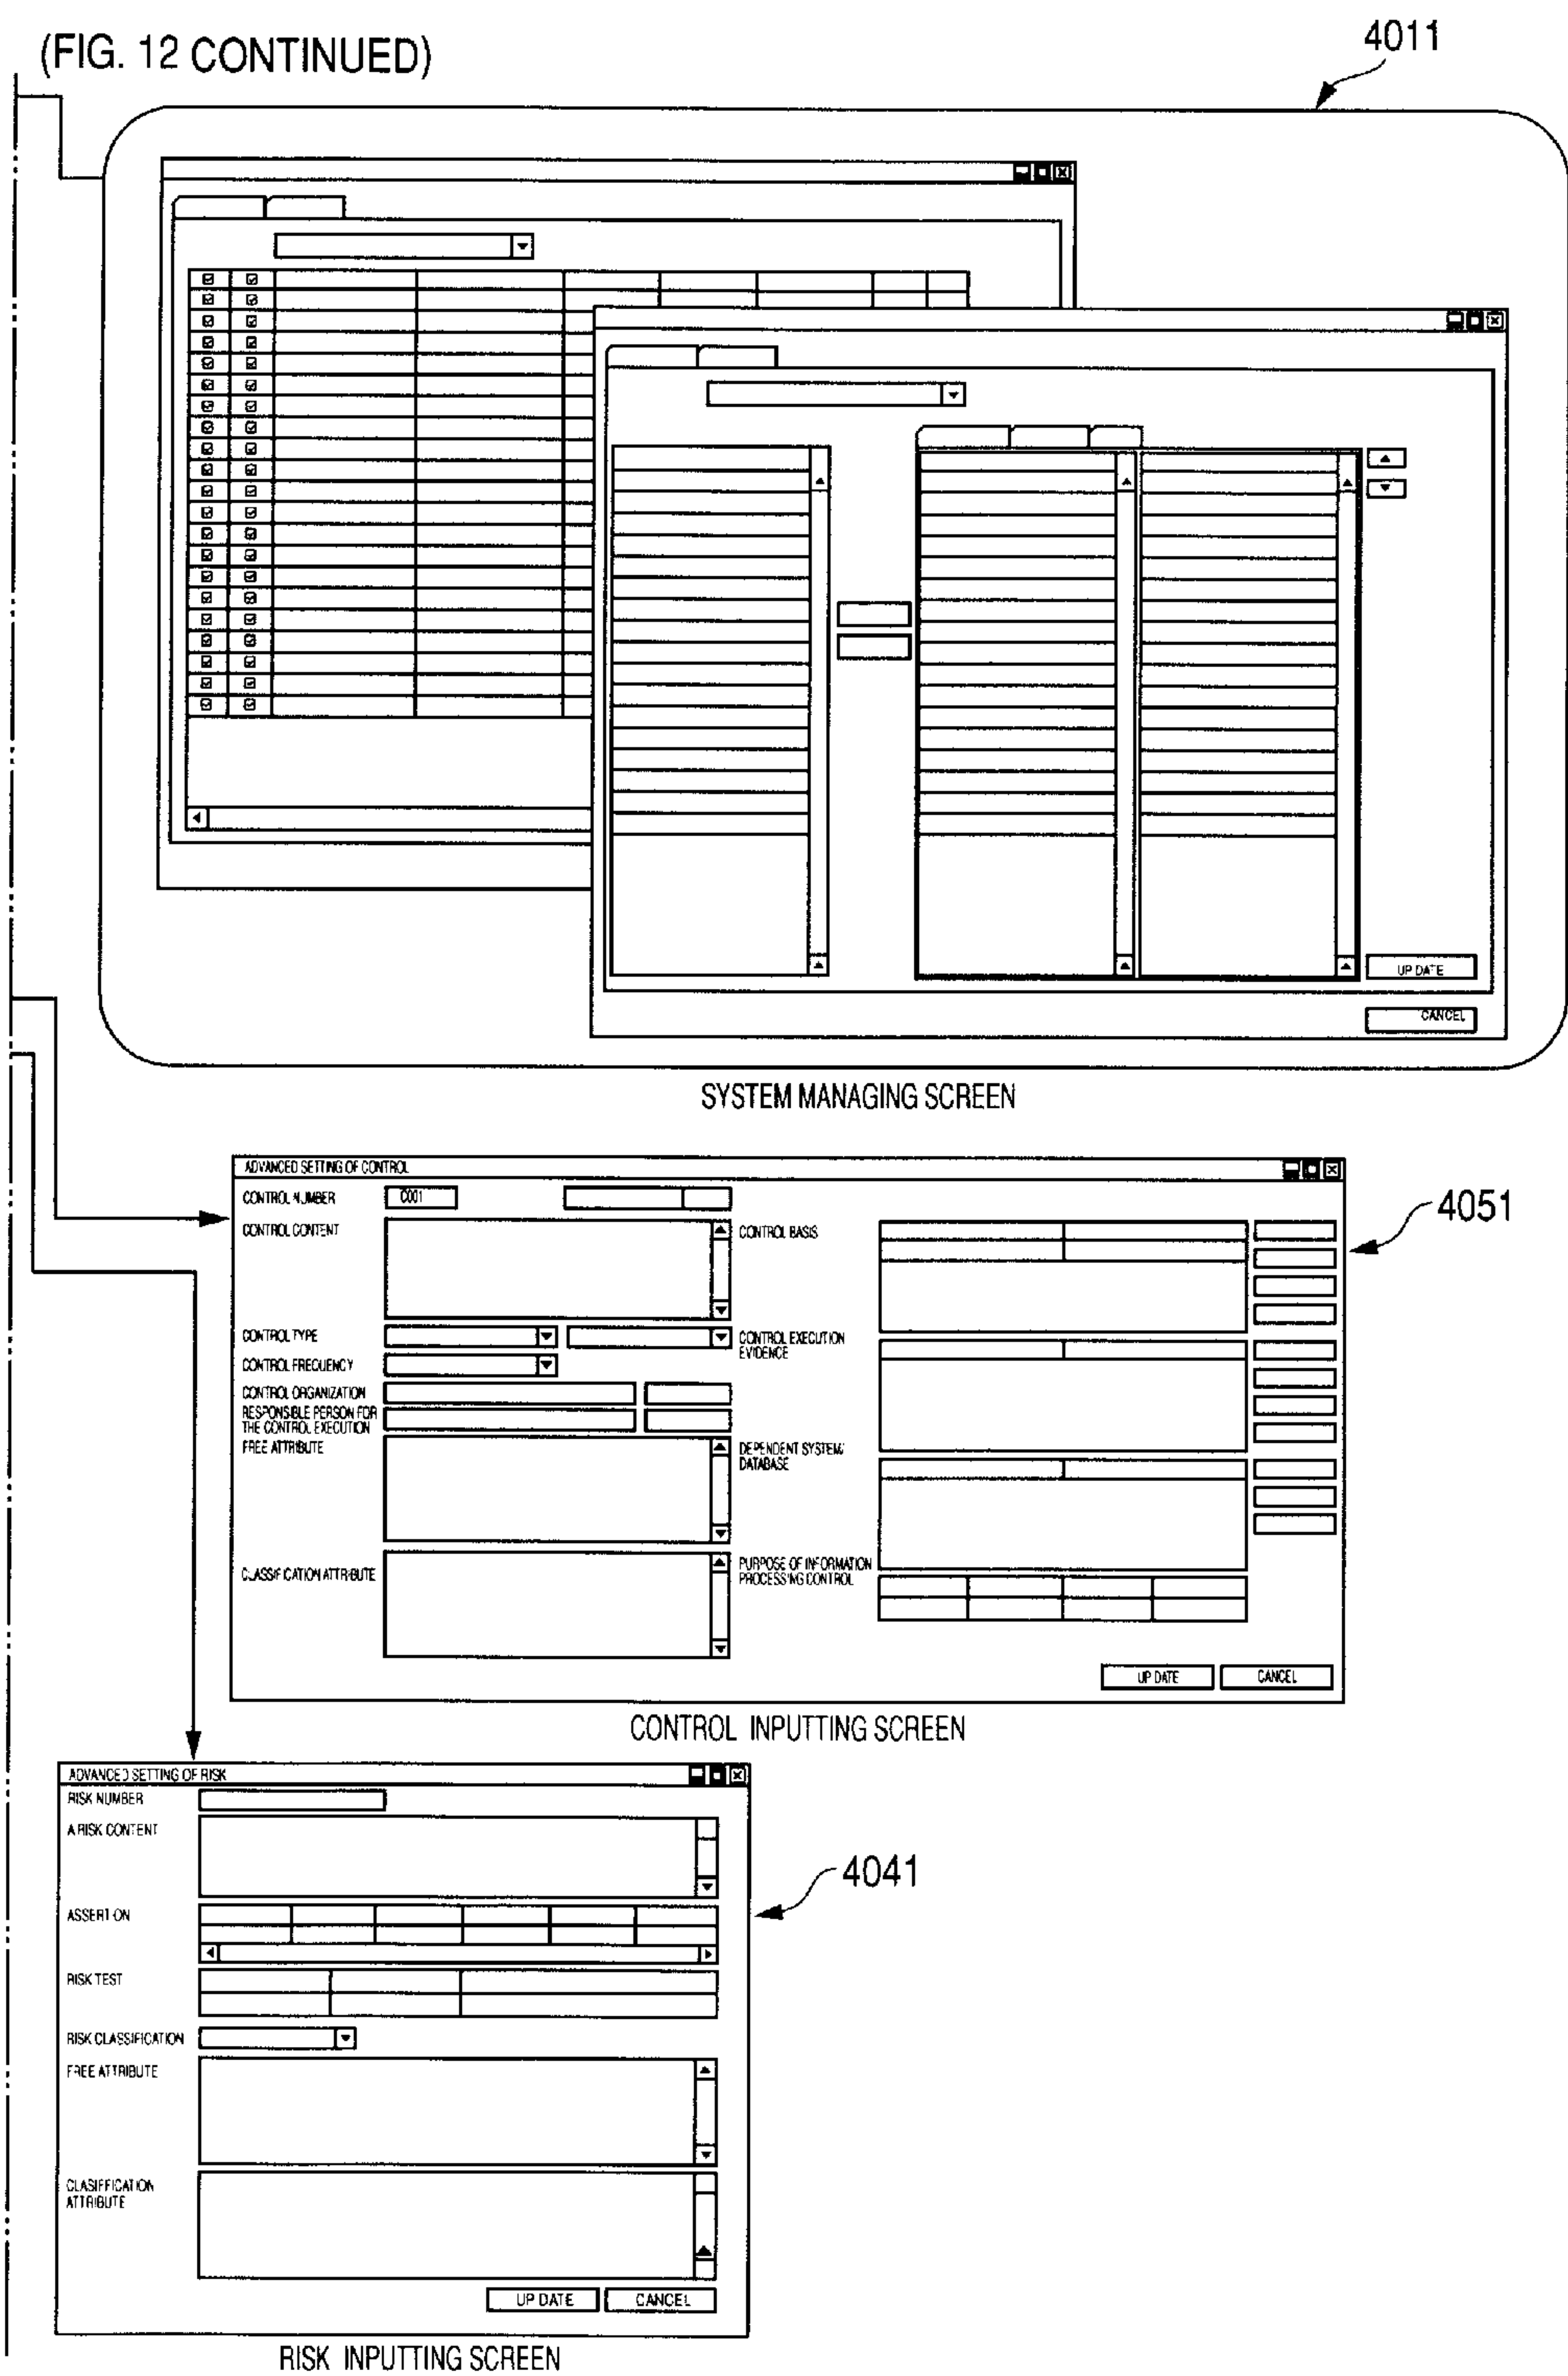 (FIG. 12 CONTINUED)
4011
UP DATE
CANCEL
SYSTEM MANAGING SCREEN
ADVANCED SETTING OF CONTROL
CONTROL NUMBER
C001
CONTROL CONTENT
CONTROL BASIS
4051
CONTROL TYPE
CONTROL EXECUTION
EVIDENCE
CONTROL FREQUENCY
CONTROL ORGANIZATION
RESPONSIBLE PERSON FOR
THE CONTROL EXECUTION
FREE ATTRIBUTE
DEPENDENT SYSTEM/
DATABASE
CLASSIFICATION ATTRIBUTE
PURPOSE OF INFORMATION
PROCESSING CONTROL
UP DATE
CANCEL
CONTROL INPUTTING SCREEN
ADVANCED SETTING OF RISK
RISK NUMBER
A RISK CONTENT
4041
ASSERTION
RISK TEST
RISK CLASSIFICATION
FREE ATTRIBUTE
CLASIFFICATION
ATTRIBUTE
UP DATE
CANCEL
RISK INPUTTING SCREEN